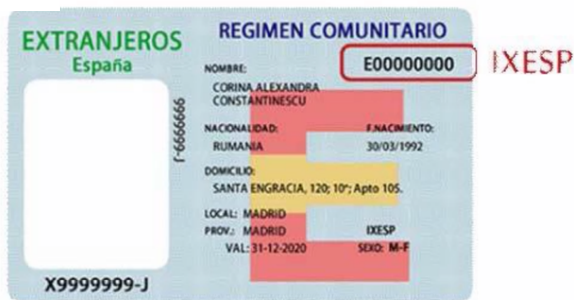 EXTRANJEROS
España
REGIMEN COMUNITARIO
NOMBRE:
E00000000
IXESP
CORINA ALEXANDRA
CONSTANTINESCU
NACIONALIDAD:
F.NACIMIENTO:
RUMANIA
30/03/1992
DOMICILIO:
SANTA ENGRACIA, 120; 10º; Apto 105.
LOCAL: MADRID
PROV.: MADRID
IXESP
VAL: 31-12-2020
SEXO: M-F
X9999999-J